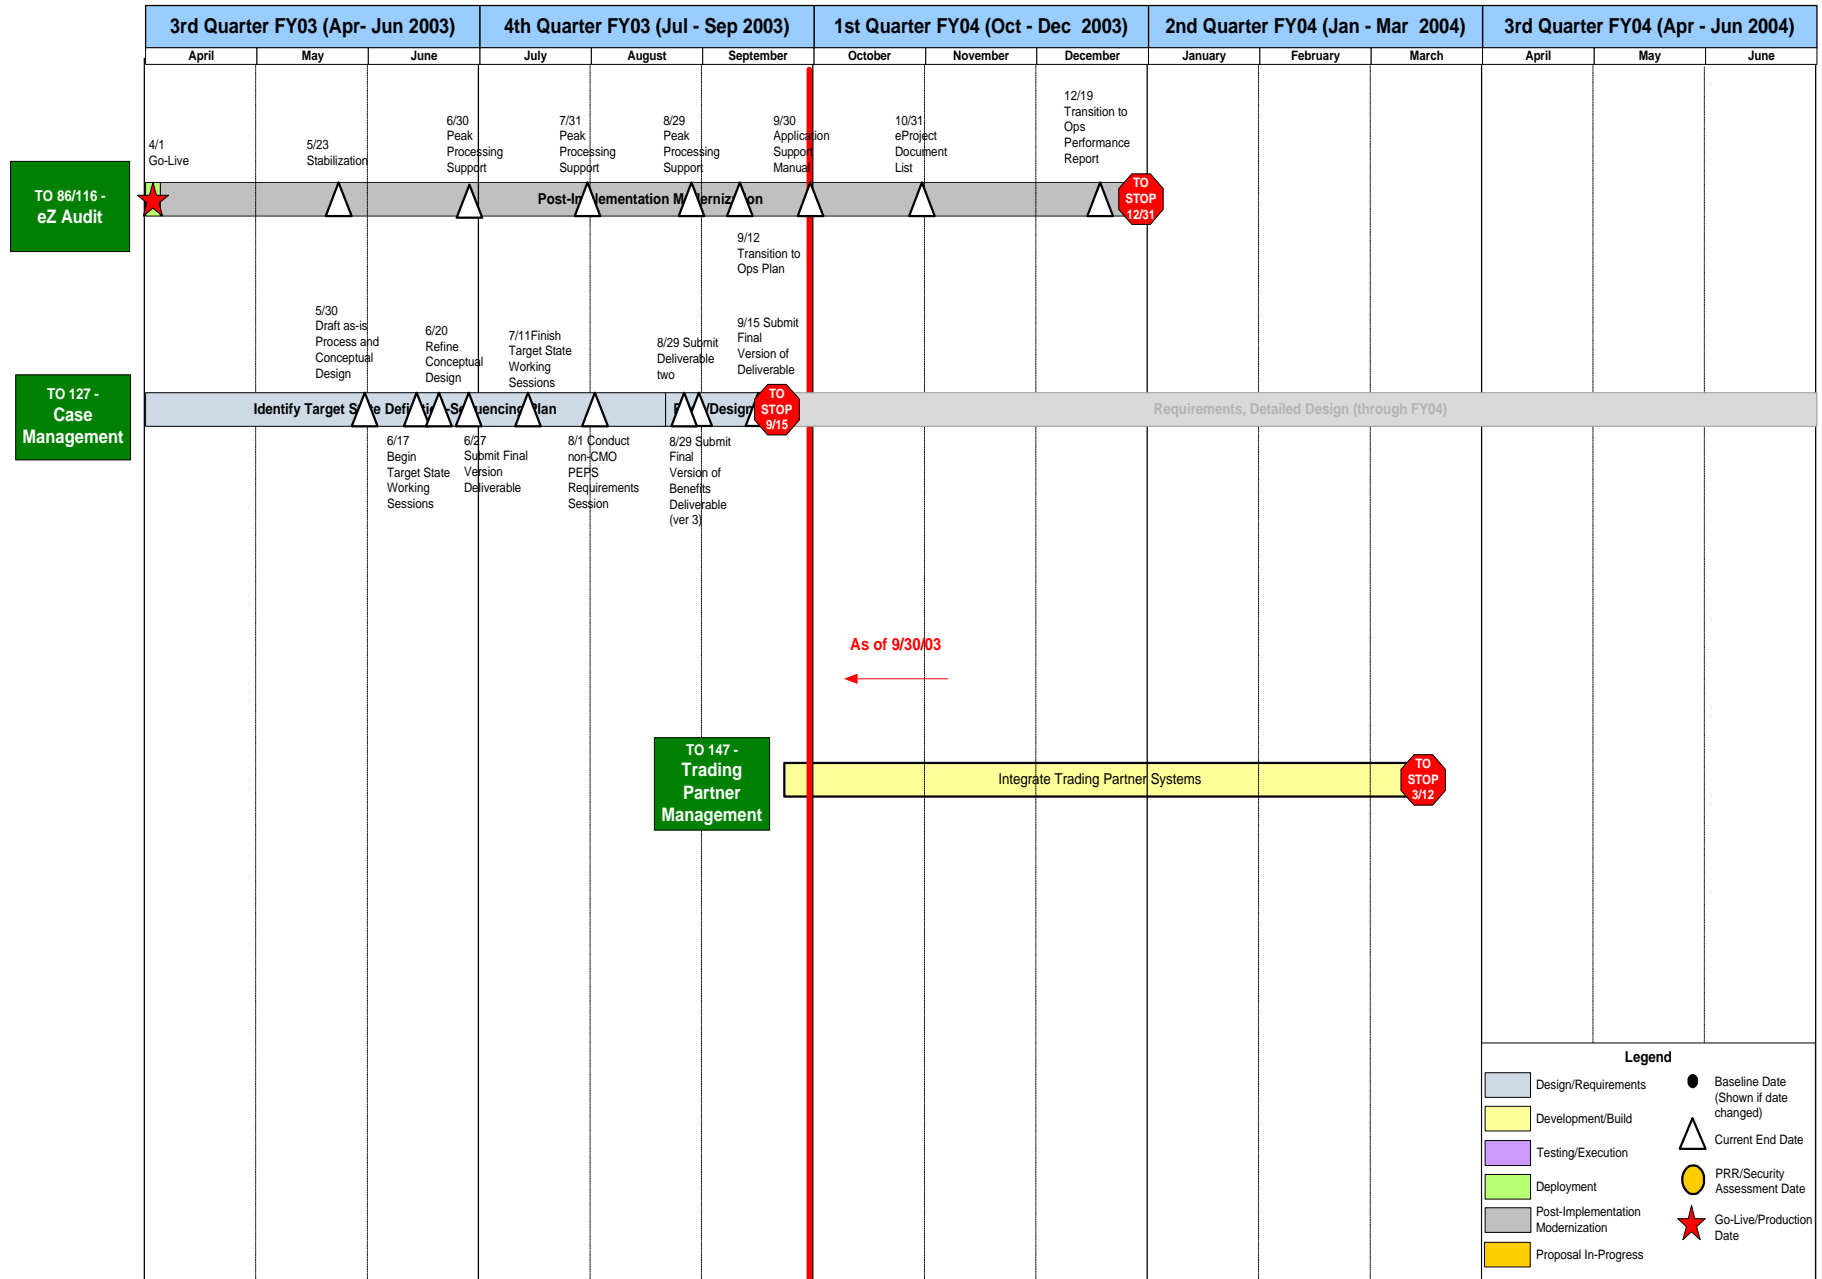 3rd Quarter FY03 (Apr- Jun 2003)
4th Quarter FY03 (Jul - Sep 2003)
1st Quarter FY04 (Oct - Dec 2003)
2nd Quarter FY04 (Jan - Mar 2004)
3rd Quarter FY04 (Apr - Jun 2004)
April
May
June
July
August
September
October
November
December
January
February
March
April
May
June
TO 86/116 -
eZ Audit
4/1
Go-Live
5/23
Stabilization
6/30
Peak
Processing
Support
7/31
Peak
Processing
Support
8/29
Peak
Processing
Support
9/30
Application
Support
Manual
10/31
eProject
Document
List
12/19
Transition to
Ops
Performance
Report
Post-Implementation Modernization
TO
STOP
12/31
9/12
Transition to
Ops Plan
TO 127 -
Case
Management
5/30
Draft as-is
Process and
Conceptual
Design
6/20
Refine
Conceptual
Design
7/11Finish
Target State
Working
Sessions
8/29 Submit
Deliverable
two
9/15 Submit
Final
Version of
Deliverable
Identify Target State Definition-Sequencing Plan
/Design
TO
STOP
9/15
Requirements, Detailed Design (through FY04)
6/17
Begin
Target State
Working
Sessions
6/27
Submit Final
Version
Deliverable
8/1 Conduct
non-CMO
PEPS
Requirements
Session
8/29 Submit
Final
Version of
Benefits
Deliverable
(ver 3)
As of 9/30/03
TO 147 -
Trading
Partner
Management
Integrate Trading Partner Systems
TO
STOP
3/12
Legend
Design/Requirements
Development/Build
Testing/Execution
Deployment
Post-Implementation
Modernization
Proposal In-Progress
Baseline Date
(Shown if date
changed)
Current End Date
PRR/Security
Assessment Date
Go-Live/Production
Date